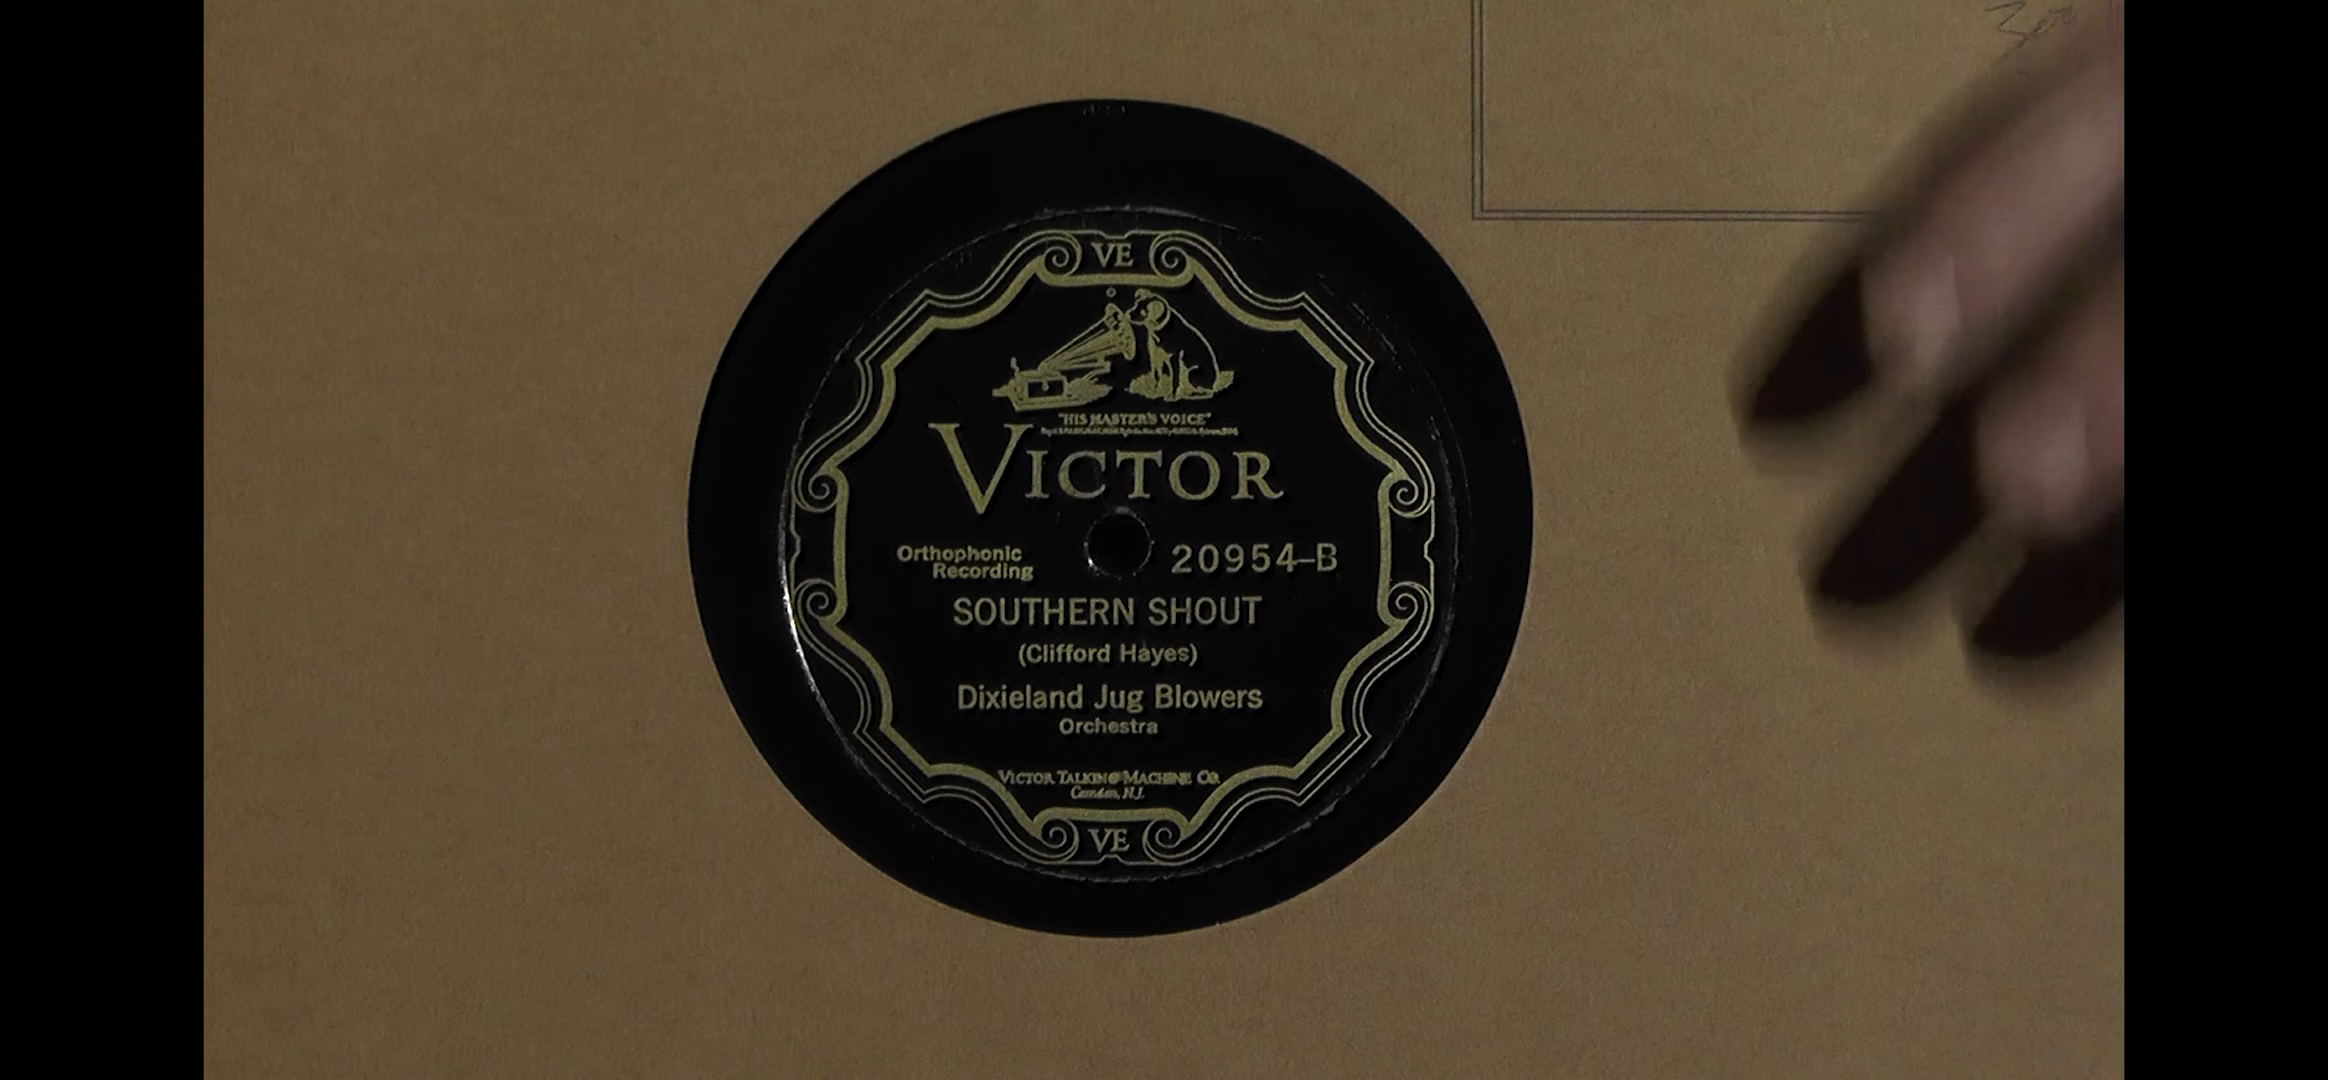 VE
"HIS MASTER'S VOICE"
VICTOR
Orthophonic
Recording
20954-B
SOUTHERN SHOUT
(Clifford Hayes)
Dixieland Jug Blowers
Orchestra
VICTOR TALKING MACHINE CO.
Camden, N.J.
VE